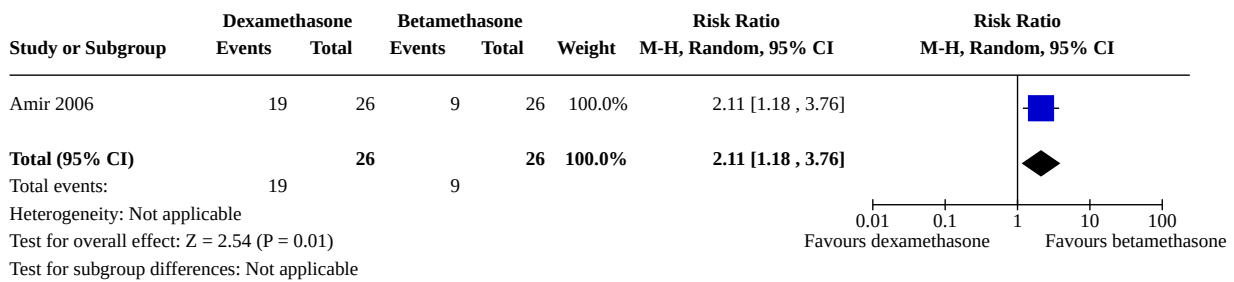 Dexamethasone Betamethasone Risk Ratio Risk Ratio
Study or Subgroup Events Total Events Total Weight M-H, Random, 95% CI M-H, Random, 95% CI
Amir 2006 19 26 9 26 100.0% 2.11 [1.18 , 3.76]
Total (95% CI) 26 26 100.0% 2.11 [1.18 , 3.76]
Total events: 19 9
Heterogeneity: Not applicable
0.01 0.1 1 10 100
Test for overall effect: Z = 2.54 (P = 0.01) Favours dexamethasone Favours betamethasone
Test for subgroup differences: Not applicable